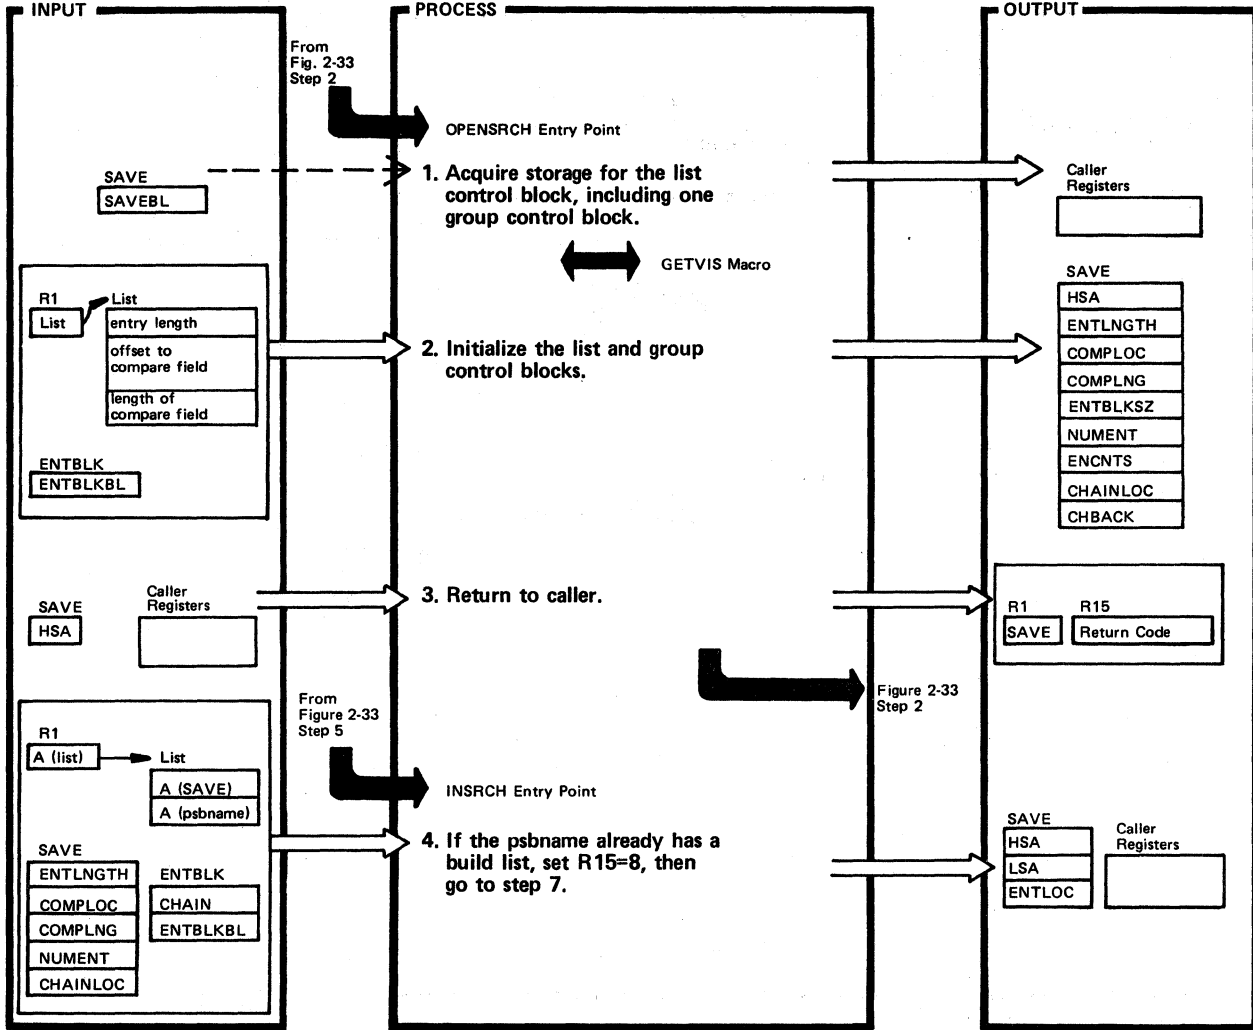 INPUT
PROCESS
OUTPUT
From
Fig. 2-33
Step 2
OPENSRCH Entry Point
SAVE
SAVEBL
1. Acquire storage for the list
control block, including one
group control block.
GETVIS Macro
Caller
Registers
R1
List
List
entry length
offset to
compare field
length of
compare field
ENTBLK
ENTBLKBL
2. Initialize the list and group
control blocks.
SAVE
HSA
ENTLNGTH
COMPLOC
COMPLNG
ENTBLKSZ
NUMENT
ENCNTS
CHAINLOC
CHBACK
SAVE
HSA
Caller
Registers
3. Return to caller.
R1
SAVE
R15
Return Code
Figure 2-33
Step 2
From
Figure 2-33
Step 5
INSRCH Entry Point
R1
A (list)
List
A (SAVE)
A (psbname)
SAVE
ENTLNGTH
COMPLOC
COMPLNG
NUMENT
CHAINLOC
ENTBLK
CHAIN
ENTBLKBL
4. If the psbname already has a
build list, set R15=8, then
go to step 7.
SAVE
HSA
LSA
ENTLOC
Caller
Registers